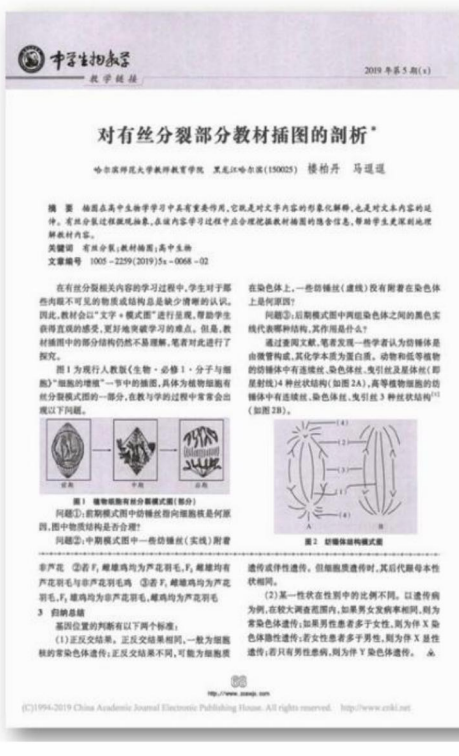 中学生物教学
教学链接
2019 年第 5 期(x)
对有丝分裂部分教材插图的剖析*
哈尔滨师范大学教师教育学院 黑龙江哈尔滨(150025) 楼柏丹 马逗逗
摘 要 插图在高中生物学学习中具有重要作用,它既是对文字内容的形象化解释,也是对文本内容的延
伸。有丝分裂过程微观抽象,在该内容学习过程中应合理挖掘教材插图的隐含信息,帮助学生更深刻地理
解教材内容。
关键词 有丝分裂;教材插图;高中生物
文章编号 1005-2259(2019)5x-0068-02
在有丝分裂相关内容的学习过程中,学生对于那
些肉眼不可见的物质或结构总是缺少清晰的认识。
因此,教材会以“文字+模式图”进行呈现,帮助学生
获得直观的感受,更好地突破学习的难点。但是,教
材插图中的部分结构仍然不易理解,笔者对此进行了
探究。
图 1 为现行人教版《生物·必修 1·分子与细
胞》“细胞的增殖”一节中的插图,具体为植物细胞有
丝分裂模式图的一部分,在教与学的过程中常常会出
现以下问题。
前期 中期 后期
图 1 植物细胞有丝分裂模式图(部分)
问题①:前期模式图中纺锤丝指向细胞核是何原
因,图中物质结构是否合理?
问题②:中期模式图中一些纺锤丝(实线)附着
在染色体上,一些纺锤丝(虚线)没有附着在染色体
上是何原因?
问题③:后期模式图中两组染色体之间的黑色实
线代表哪种结构,其作用是什么?
通过查阅文献,笔者发现一些学者认为纺锤体是
由微管构成,其化学本质为蛋白质。动物和低等植物
的纺锤体中有连续丝、染色体丝、曳引丝及星体丝(即
星射线)4 种丝状结构(如图 2A),高等植物细胞的纺
锤体中有连续丝、染色体丝、曳引丝 3 种丝状结构[1]
(如图 2B)。
(4)
(2)
(3)
(1)
(4)
A B
图 2 纺锤体结构模式图
非芦花 ②若 F₁ 雌雄鸡均为芦花羽毛,F₂ 雌雄均有
芦花羽毛与非芦花羽毛鸡 ③若 F₁ 雌雄鸡均为芦花
羽毛,F₂ 雄鸡均为非芦花羽毛,雌鸡均为芦花羽毛
3 归纳总结
基因位置的判断有以下两个标准:
(1)正反交结果。正反交结果相同,一般为细胞
核的常染色体遗传;正反交结果不同,可能为细胞质
遗传或伴性遗传。但细胞质遗传时,其后代跟母本性
状相同。
(2)某一性状在性别中的比例不同。以遗传病
为例,在较大调查范围内,如果男女发病率相同,则为
常染色体遗传;如果男性患者多于女性,则为伴 X 染
色体隐性遗传;若女性患者多于男性,则为伴 X 显性
遗传;若只有男性患病,则为伴 Y 染色体遗传。
68
http://www.zxswjx.com
(C)1994-2019 China Academic Journal Electronic Publishing House. All rights reserved. http://www.cnki.net